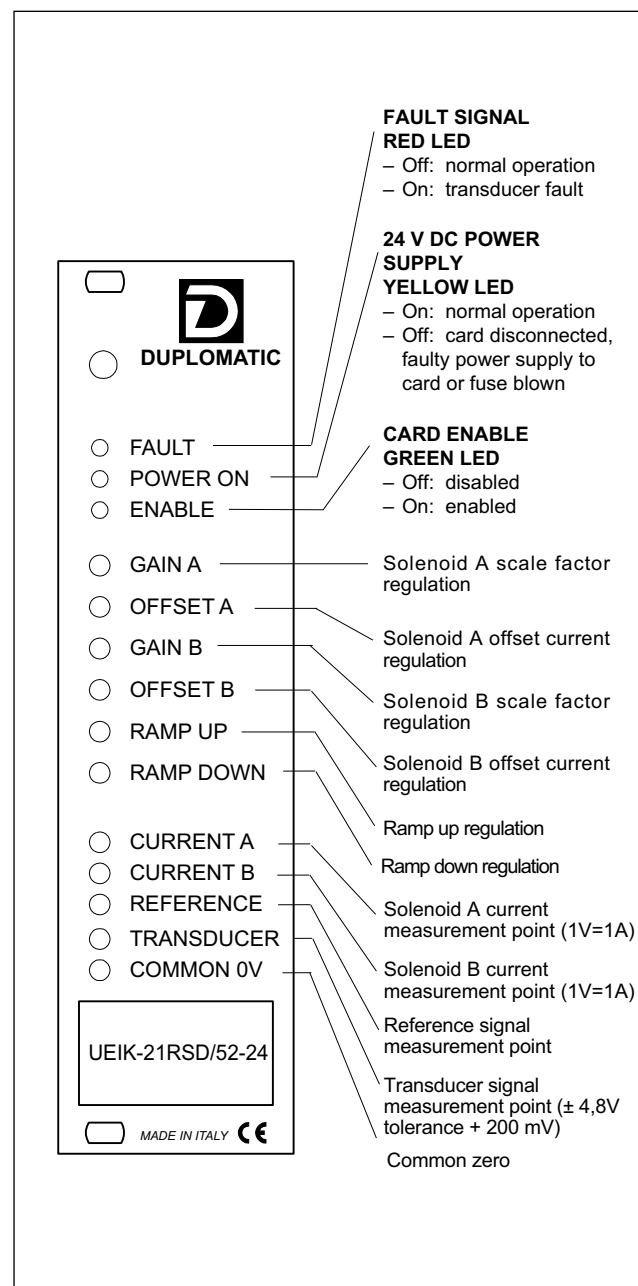 FAULT SIGNAL
RED LED
– Off: normal operation
– On: transducer fault
24 V DC POWER
SUPPLY
YELLOW LED
– On: normal operation
– Off: card disconnected,
faulty power supply to
card or fuse blown
CARD ENABLE
GREEN LED
– Off: disabled
– On: enabled
Solenoid A scale factor
regulation
Solenoid A offset current
regulation
Solenoid B scale factor
regulation
Solenoid B offset current
regulation
Ramp up regulation
Ramp down regulation
Solenoid A current
measurement point (1V=1A)
Solenoid B current
measurement point (1V=1A)
Reference signal
measurement point
Transducer signal
measurement point (± 4,8V
tolerance + 200 mV)
Common zero
D
DUPLOMATIC
FAULT
POWER ON
ENABLE
GAIN A
OFFSET A
GAIN B
OFFSET B
RAMP UP
RAMP DOWN
CURRENT A
CURRENT B
REFERENCE
TRANSDUCER
COMMON 0V
UEIK-21RSD/52-24
MADE IN ITALY CE